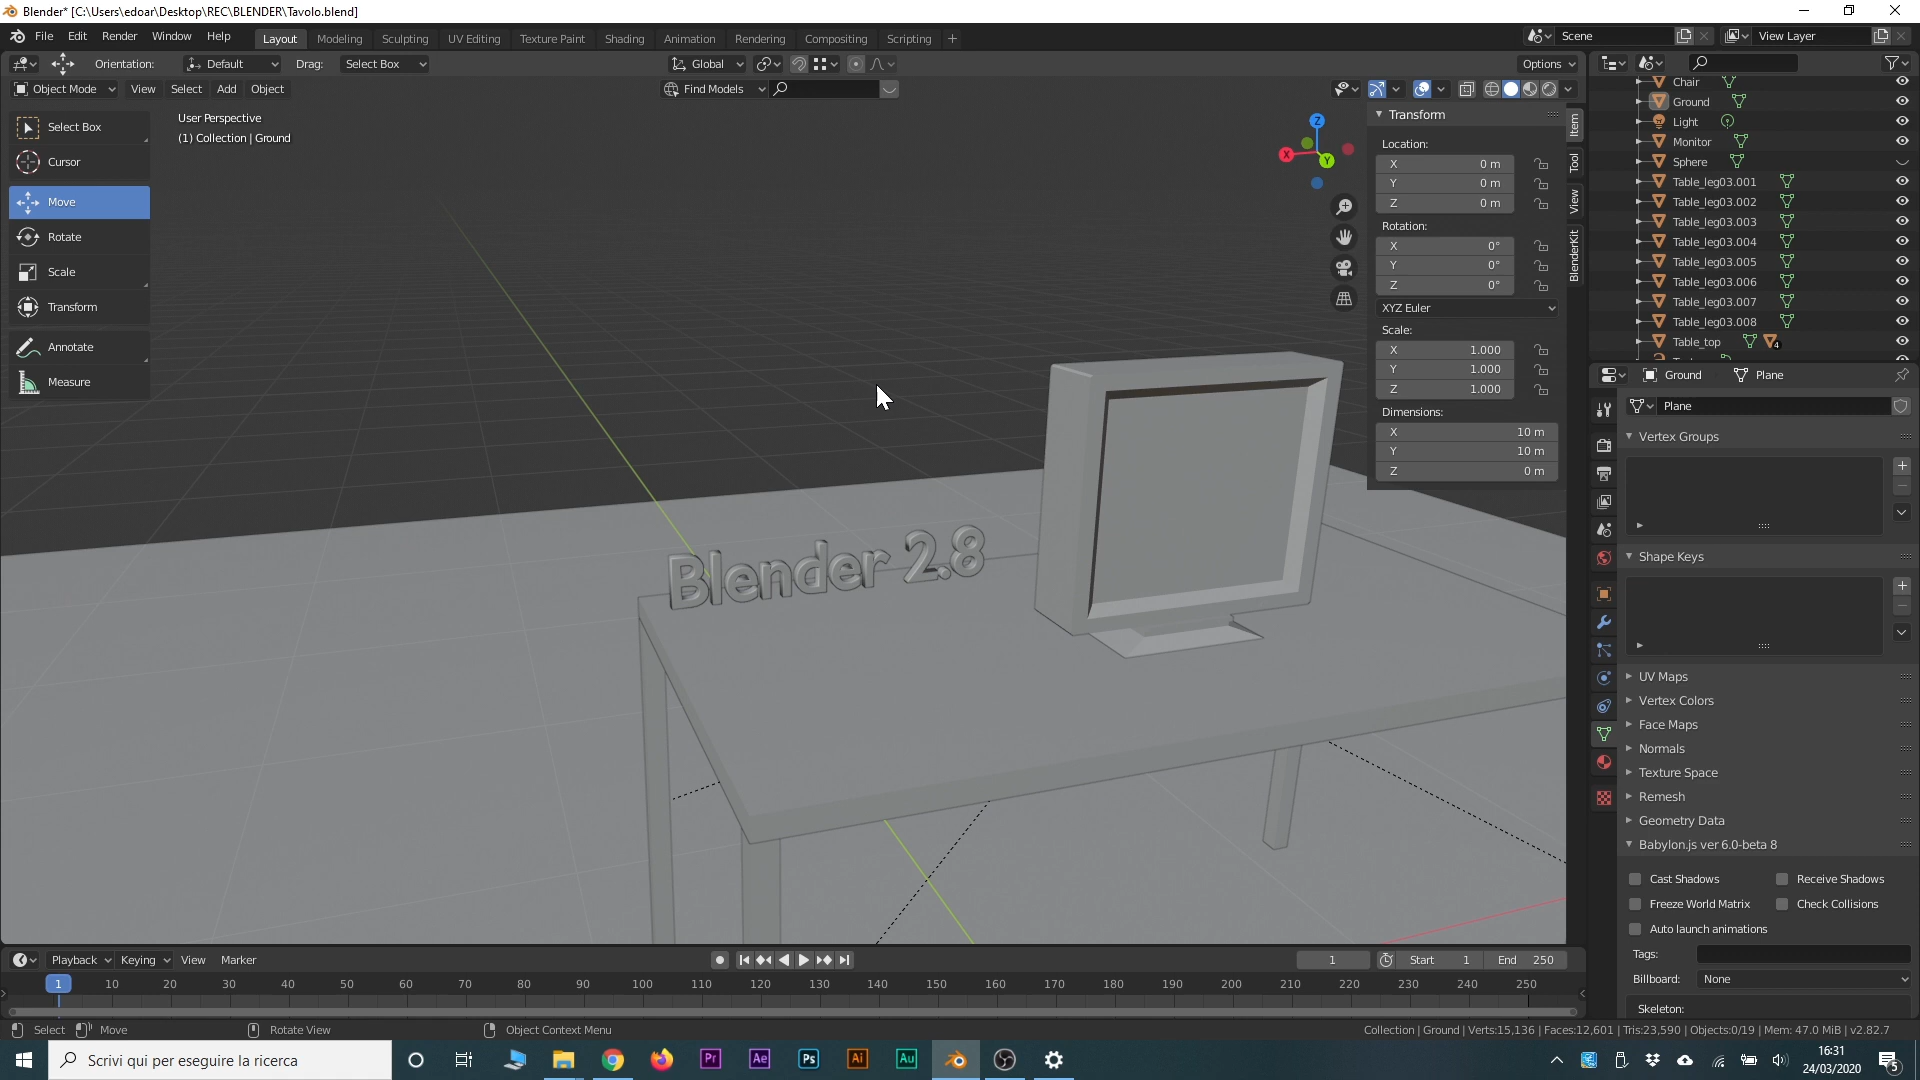 Blender* [C:\Users\edoar\Desktop\REC\BLENDER\Tavolo.blend]
File Edit Render Window Help Layout Modeling Sculpting UV Editing Texture Paint Shading Animation Rendering Compositing Scripting + Scene View Layer
Orientation: Default Drag: Select Box Global Options
Object Mode View Select Add Object Find Models
User Perspective
(1) Collection | Ground
Select Box
Cursor
Move
Rotate
Scale
Transform
Annotate
Measure
Z
X
Y
Blender 2.8
Transform
Location:
X 0 m
Y 0 m
Z 0 m
Rotation:
X 0°
Y 0°
Z 0°
XYZ Euler
Scale:
X 1.000
Y 1.000
Z 1.000
Dimensions:
X 10 m
Y 10 m
Z 0 m
Item
Tool
View
BlenderKit
Chair
Ground
Light
Monitor
Sphere
Table_leg03.001
Table_leg03.002
Table_leg03.003
Table_leg03.004
Table_leg03.005
Table_leg03.006
Table_leg03.007
Table_leg03.008
Table_top 4
Ground Plane
Plane
Vertex Groups
Shape Keys
UV Maps
Vertex Colors
Face Maps
Normals
Texture Space
Remesh
Geometry Data
Babylon.js ver 6.0-beta 8
Cast Shadows Receive Shadows
Freeze World Matrix Check Collisions
Auto launch animations
Tags:
Billboard: None
Skeleton:
Playback Keying View Marker 1 Start 1 End 250
1 10 20 30 40 50 60 70 80 90 100 110 120 130 140 150 160 170 180 190 200 210 220 230 240 250
Select Move Rotate View Object Context Menu Collection | Ground | Verts:15,136 | Faces:12,601 | Tris:23,590 | Objects:0/19 | Mem: 47.0 MiB | v2.82.7
Scrivi qui per eseguire la ricerca Pr Ae Ps Ai Au
16:31
24/03/2020
5